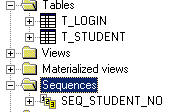 Tables
T_LOGIN
T_STUDENT
Views
Materialized views
Sequences
SEQ_STUDENT_NO